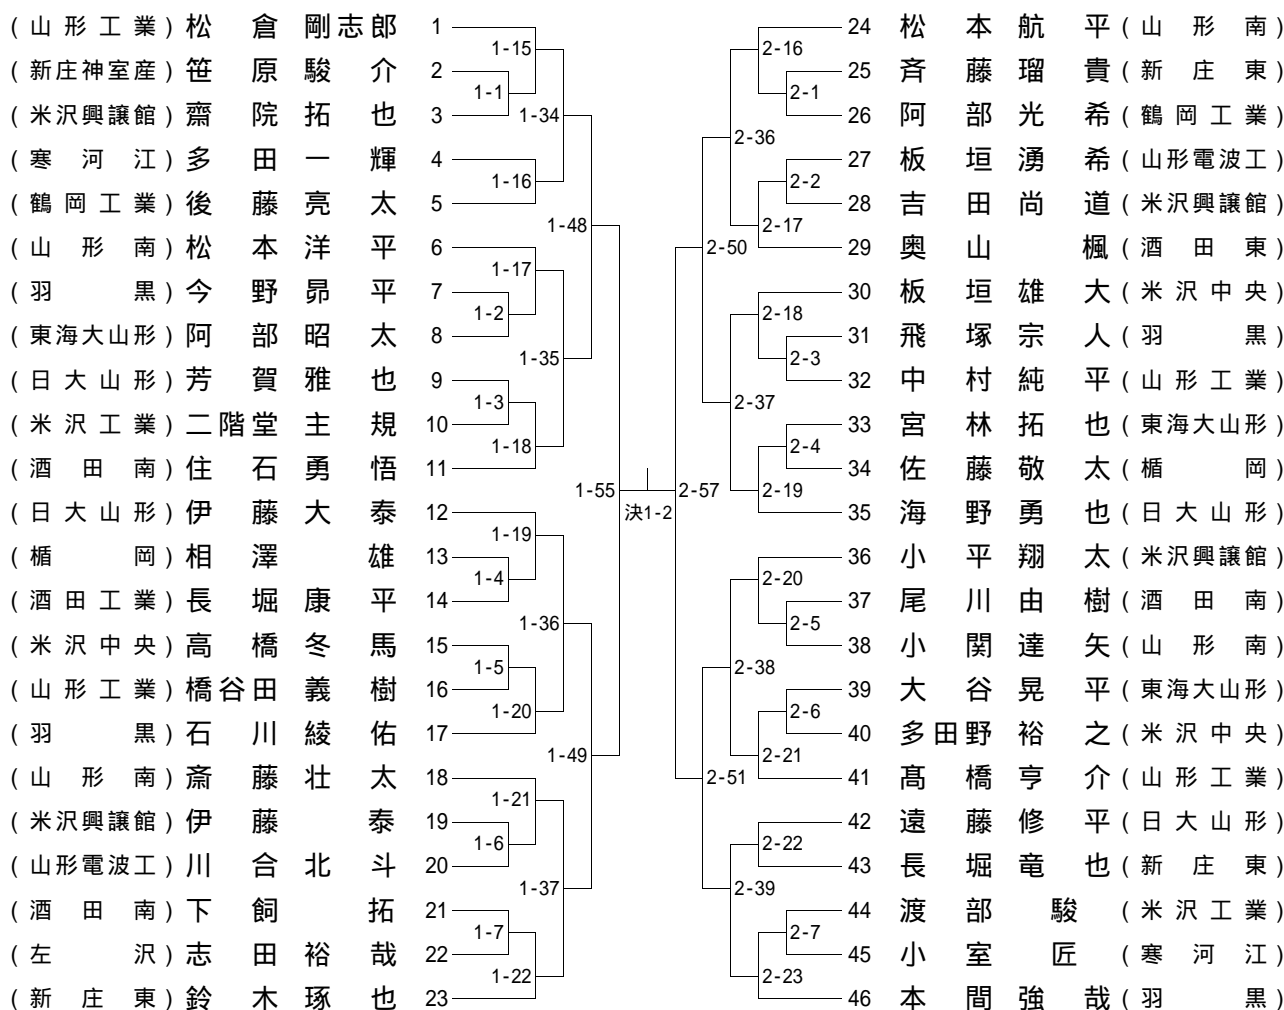 (山形工業) 松倉剛志郎 1
1-15
(新庄神室産) 笹原駿介 2
1-1
(米沢興譲館) 齋院拓也 3
1-34
(寒河江) 多田一輝 4
1-16
(鶴岡工業) 後藤亮太 5
1-48
(山形南) 松本洋平 6
1-17
(羽黒) 今野昴平 7
1-2
(東海大山形) 阿部昭太 8
1-35
(日大山形) 芳賀雅也 9
1-3
(米沢工業) 二階堂主規 10
1-18
(酒田南) 住石勇悟 11
1-55
(日大山形) 伊藤大泰 12
1-19
(楯岡) 相澤雄 13
1-4
(酒田工業) 長堀康平 14
1-36
(米沢中央) 高橋冬馬 15
1-5
(山形工業) 橋谷田義樹 16
1-20
(羽黒) 石川綾佑 17
1-49
(山形南) 斎藤壮太 18
1-21
(米沢興譲館) 伊藤泰 19
1-6
(山形電波工) 川合北斗 20
1-37
(酒田南) 下飼拓 21
1-7
(左沢) 志田裕哉 22
1-22
(新庄東) 鈴木琢也 23
決1-2
24 松本航平 (山形南)
2-16
25 斉藤瑠貴 (新庄東)
2-1
26 阿部光希 (鶴岡工業)
2-36
27 板垣湧希 (山形電波工)
2-2
28 吉田尚道 (米沢興譲館)
2-17
29 奥山楓 (酒田東)
2-50
30 板垣雄大 (米沢中央)
2-18
31 飛塚宗人 (羽黒)
2-3
32 中村純平 (山形工業)
2-37
33 宮林拓也 (東海大山形)
2-4
34 佐藤敬太 (楯岡)
2-19
35 海野勇也 (日大山形)
2-57
36 小平翔太 (米沢興譲館)
2-20
37 尾川由樹 (酒田南)
2-5
38 小関達矢 (山形南)
2-38
39 大谷晃平 (東海大山形)
2-6
40 多田野裕之 (米沢中央)
2-21
41 髙橋亨介 (山形工業)
2-51
42 遠藤修平 (日大山形)
2-22
43 長堀竜也 (新庄東)
2-39
44 渡部駿 (米沢工業)
2-7
45 小室匠 (寒河江)
2-23
46 本間強哉 (羽黒)